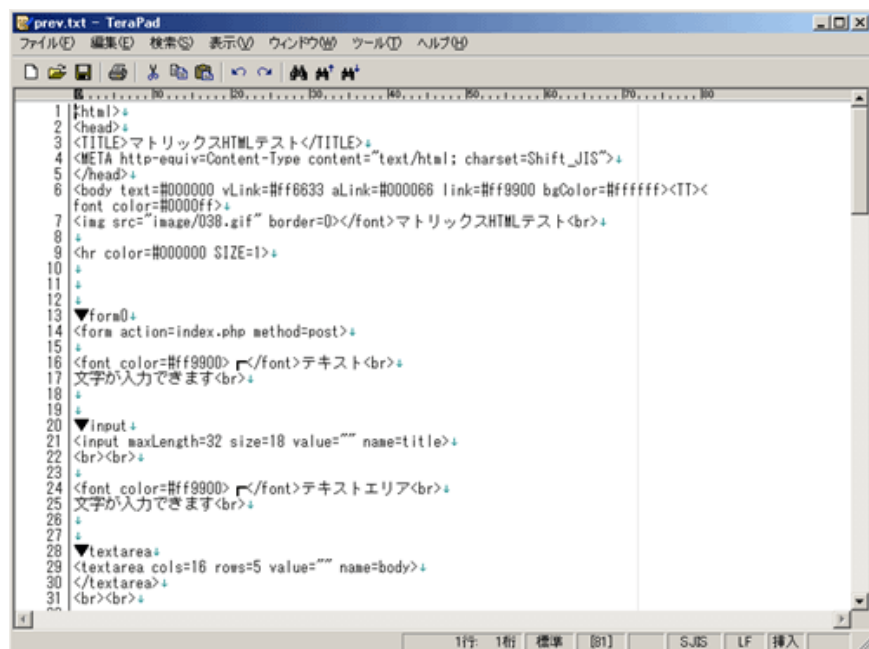 prev.txt - TeraPad
ファイル(F) 編集(E) 検索(S) 表示(V) ウィンドウ(W) ツール(T) ヘルプ(H)
0 10 20 30 40 50 60 70 80
1 <html>↓
2 <head>↓
3 <TITLE>マトリックスHTMLテスト</TITLE>↓
4 <META http-equiv=Content-Type content="text/html; charset=Shift_JIS">↓
5 </head>↓
6 <body text=#000000 vLink=#ff6633 aLink=#000066 link=#ff9900 bgColor=#ffffff><TT><
font color=#0000ff>↓
7 <img src="image/038.gif" border=0></font>マトリックスHTMLテスト<br>↓
8 ↓
9 <hr color=#000000 SIZE=1>↓
10 ↓
11 ↓
12 ↓
13 ▼form0↓
14 <form action=index.php method=post>↓
15 ↓
16 <font color=#ff9900>┏</font>テキスト<br>↓
17 文字が入力できます<br>↓
18 ↓
19 ↓
20 ▼input↓
21 <input maxLength=32 size=18 value="" name=title>↓
22 <br><br>↓
23 ↓
24 <font color=#ff9900>┏</font>テキストエリア<br>↓
25 文字が入力できます<br>↓
26 ↓
27 ↓
28 ▼textarea↓
29 <textarea cols=16 rows=5 value="" name=body>↓
30 </textarea>↓
31 <br><br>↓
1行: 1桁 標準 [81] SJIS LF 挿入